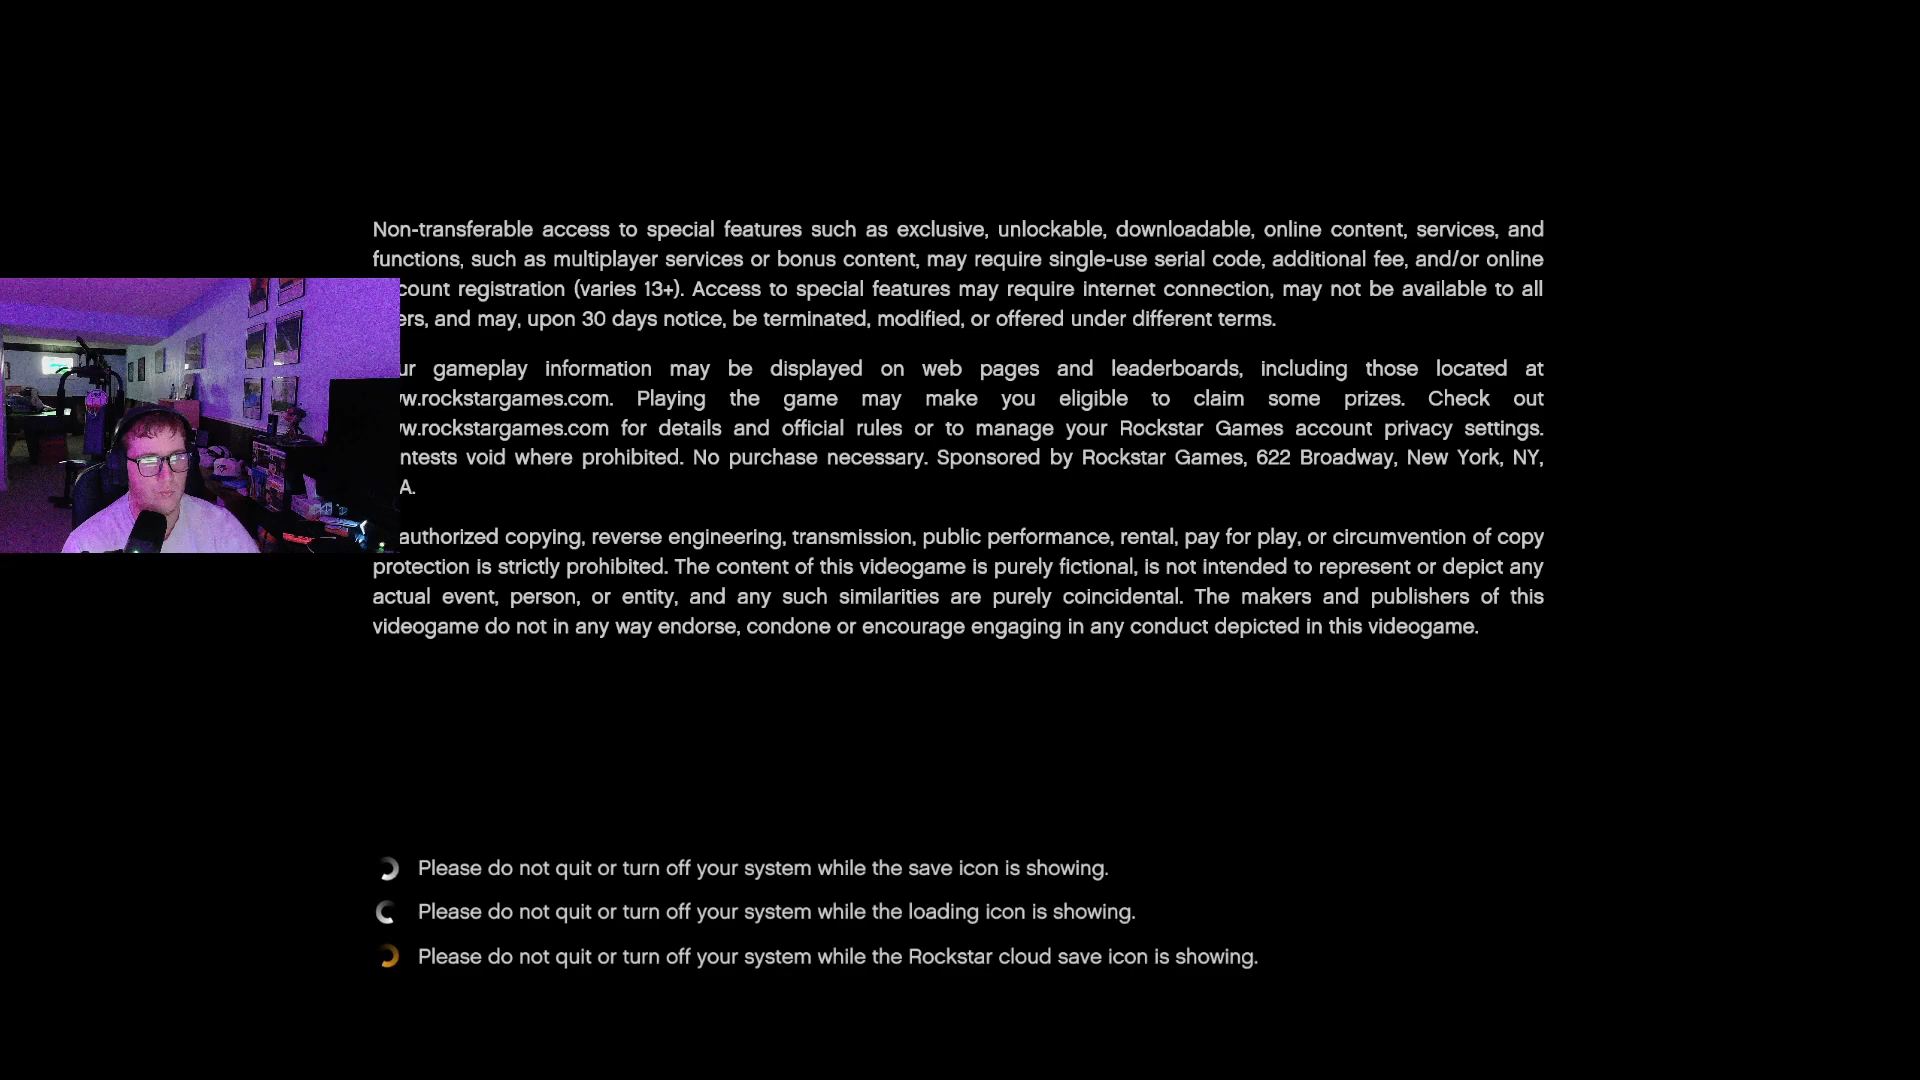 Non-transferable access to special features such as exclusive, unlockable, downloadable, online content, services, and
functions, such as multiplayer services or bonus content, may require single-use serial code, additional fee, and/or online
count registration (varies 13+). Access to special features may require internet connection, may not be available to all
ers, and may, upon 30 days notice, be terminated, modified, or offered under different terms.
ur gameplay information may be displayed on web pages and leaderboards, including those located at
w.rockstargames.com. Playing the game may make you eligible to claim some prizes. Check out
w.rockstargames.com for details and official rules or to manage your Rockstar Games account privacy settings.
ntests void where prohibited. No purchase necessary. Sponsored by Rockstar Games, 622 Broadway, New York, NY,
A.
authorized copying, reverse engineering, transmission, public performance, rental, pay for play, or circumvention of copy
protection is strictly prohibited. The content of this videogame is purely fictional, is not intended to represent or depict any
actual event, person, or entity, and any such similarities are purely coincidental. The makers and publishers of this
videogame do not in any way endorse, condone or encourage engaging in any conduct depicted in this videogame.
Please do not quit or turn off your system while the save icon is showing.
Please do not quit or turn off your system while the loading icon is showing.
Please do not quit or turn off your system while the Rockstar cloud save icon is showing.